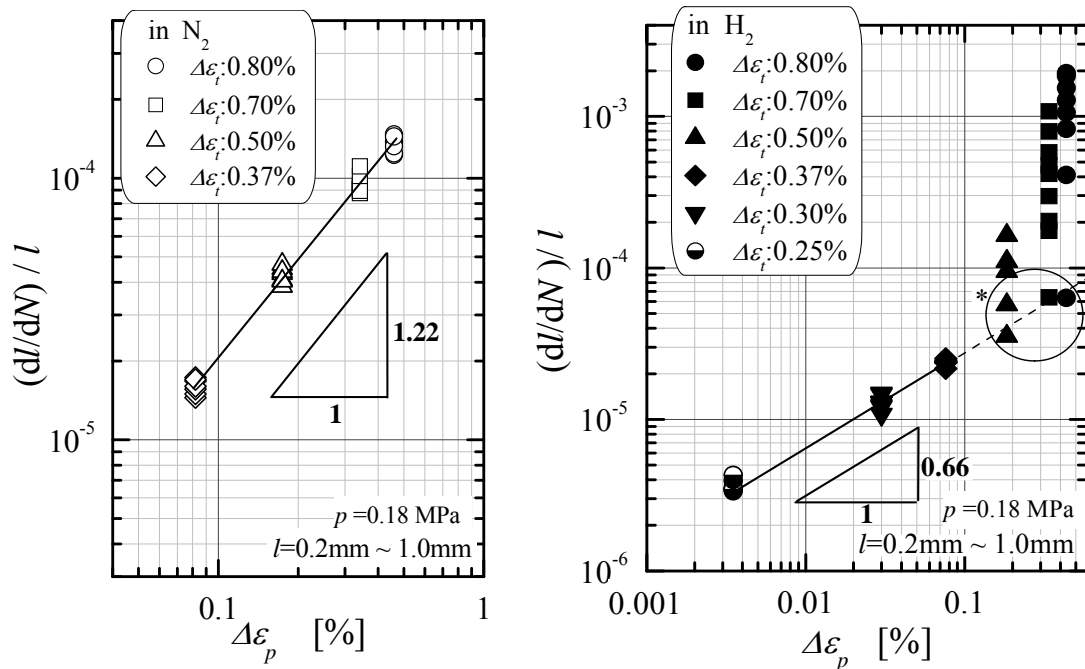 in N₂
Δεₜ:0.80%
Δεₜ:0.70%
Δεₜ:0.50%
Δεₜ:0.37%
10⁻⁴
10⁻⁵
(dl/dN) / l
1.22
1
p =0.18 MPa
l=0.2mm ~ 1.0mm
0.1
1
Δεₚ [%]
in H₂
Δεₜ:0.80%
Δεₜ:0.70%
Δεₜ:0.50%
Δεₜ:0.37%
Δεₜ:0.30%
Δεₜ:0.25%
10⁻³
10⁻⁴
10⁻⁵
10⁻⁶
(dl/dN) / l
*
0.66
1
p =0.18 MPa
l=0.2mm ~ 1.0mm
0.001
0.01
0.1
Δεₚ [%]